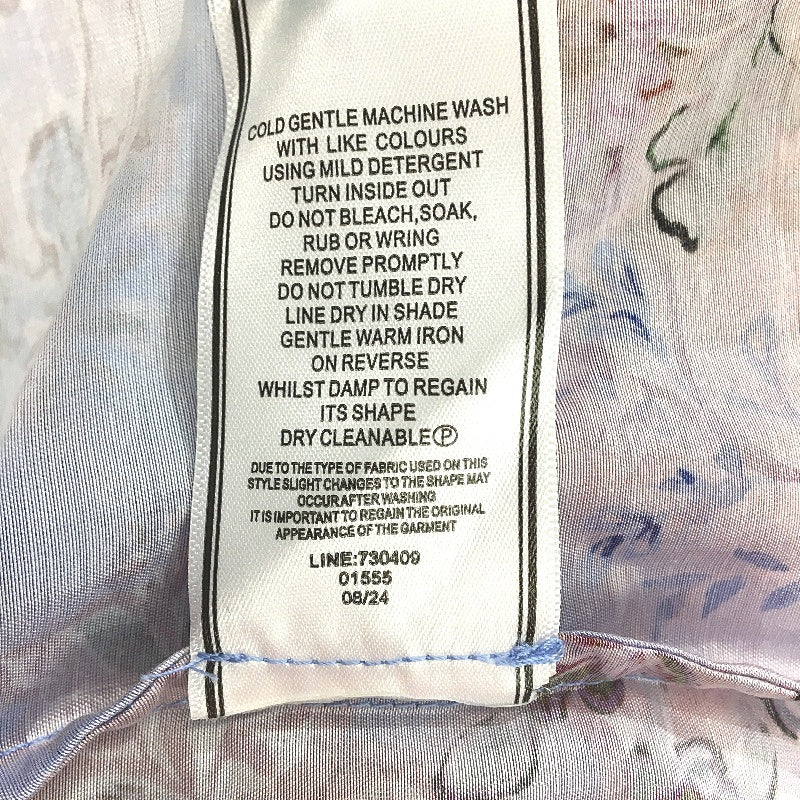 COLD GENTLE MACHINE WASH
WITH LIKE COLOURS
USING MILD DETERGENT
TURN INSIDE OUT
DO NOT BLEACH,SOAK,
RUB OR WRING
REMOVE PROMPTLY
DO NOT TUMBLE DRY
LINE DRY IN SHADE
GENTLE WARM IRON
ON REVERSE
WHILST DAMP TO REGAIN
ITS SHAPE
DRY CLEANABLE Ⓟ
DUE TO THE TYPE OF FABRIC USED ON THIS
STYLE SLIGHT CHANGES TO THE SHAPE MAY
OCCUR AFTER WASHING
IT IS IMPORTANT TO REGAIN THE ORIGINAL
APPEARANCE OF THE GARMENT
LINE:730409
01555
08/24